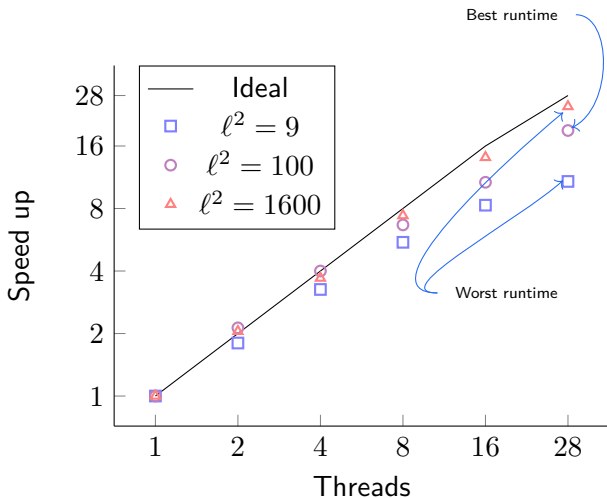 Best runtime
Ideal
ℓ² = 9
ℓ² = 100
ℓ² = 1600
28
16
8
4
2
1
Speed up
Worst runtime
1 2 4 8 16 28
Threads